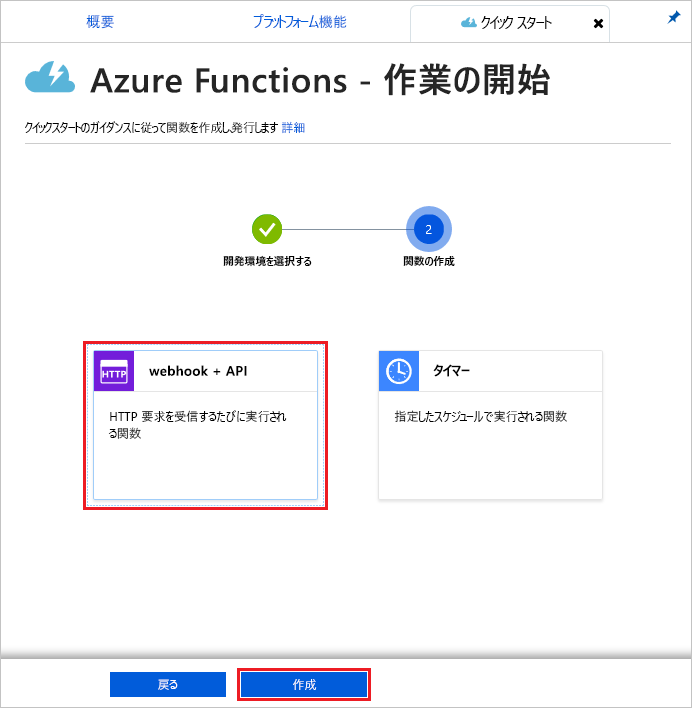 概要
プラットフォーム機能
クイック スタート
Azure Functions - 作業の開始
クイックスタートのガイダンスに従って関数を作成し発行します 詳細
2
開発環境を選択する
関数の作成
HTTP
webhook + API
HTTP 要求を受信するたびに実行され
る関数
タイマー
指定したスケジュールで実行される関数
戻る
作成